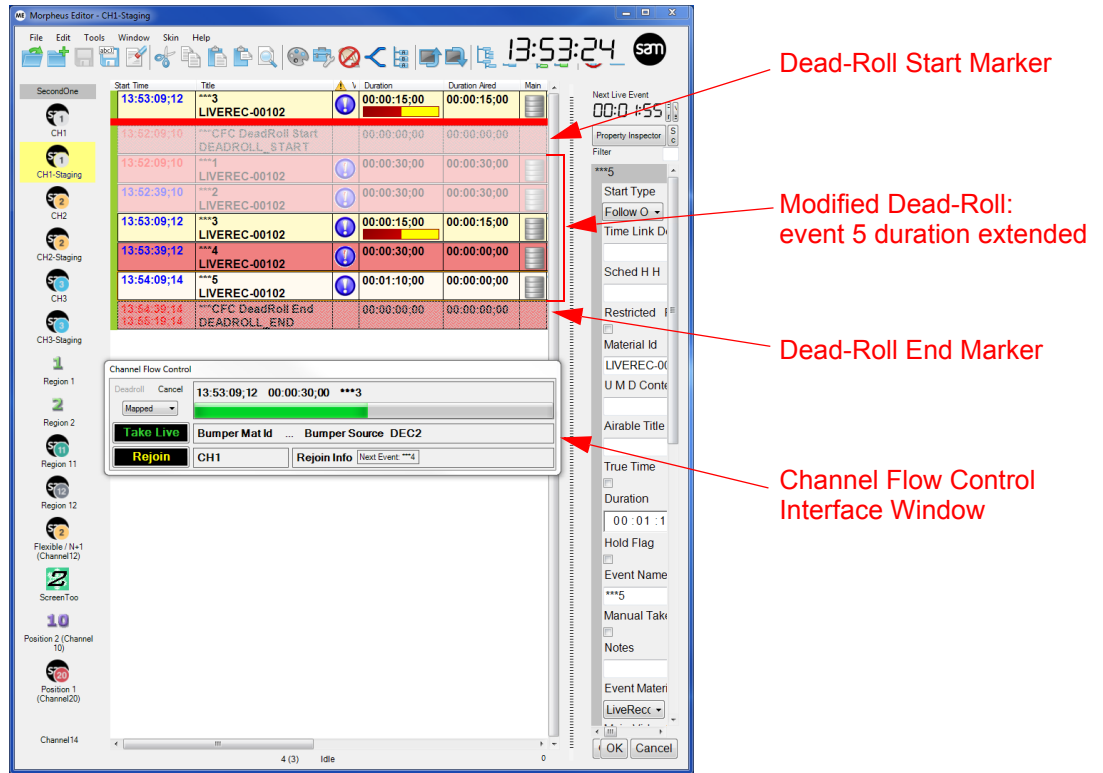 Morpheus Editor - CH1-Staging
File Edit Tools Window Skin Help
13:53:24
sam
SecondOne
CH1
CH1-Staging
CH2
CH2-Staging
CH3
CH3-Staging
1
Region 1
2
Region 2
11
Region 11
12
Region 12
Flexible / N+1
(Channel12)
ScreenToo
10
Position 2 (Channel
10)
20
Position 1
(Channel20)
Channel14
Start Time Title Duration Duration Aired Main
13:53:09;12 ***3 00:00:15;00 00:00:15;00
LIVEREC-00102
13:52:09;10 ***CFC DeadRoll Start 00:00:00;00 00:00:00;00
DEADROLL_START
13:52:09;10 ***1 00:00:30;00 00:00:30;00
LIVEREC-00102
13:52:39;10 ***2 00:00:30;00 00:00:30;00
LIVEREC-00102
13:53:09;12 ***3 00:00:15;00 00:00:15;00
LIVEREC-00102
13:53:39;12 ***4 00:00:30;00 00:00:00;00
LIVEREC-00102
13:54:09;14 ***5 00:01:10;00 00:00:00;00
LIVEREC-00102
13:54:39;14 ***CFC DeadRoll End 00:00:00;00 00:00:00;00
13:55:19;14 DEADROLL_END
Channel Flow Control
Deadroll Cancel 13:53:09;12 00:00:30;00 ***3
Mapped
Take Live Bumper Mat Id ... Bumper Source DEC2
Rejoin CH1 Rejoin Info Next Event: ***4
4 (3) Idle 0
Next Live Event
00:01:55
Property Inspector
Filter
***5
Start Type
Follow O
Time Link De
Sched H H
Restricted
Material Id
LIVEREC-00
U M D Conte
Airable Title
True Time
Duration
00:01:1
Hold Flag
Event Name
***5
Manual Take
Notes
Event Materi
LiveRecc
OK Cancel
Dead-Roll Start Marker
Modified Dead-Roll:
event 5 duration extended
Dead-Roll End Marker
Channel Flow Control
Interface Window